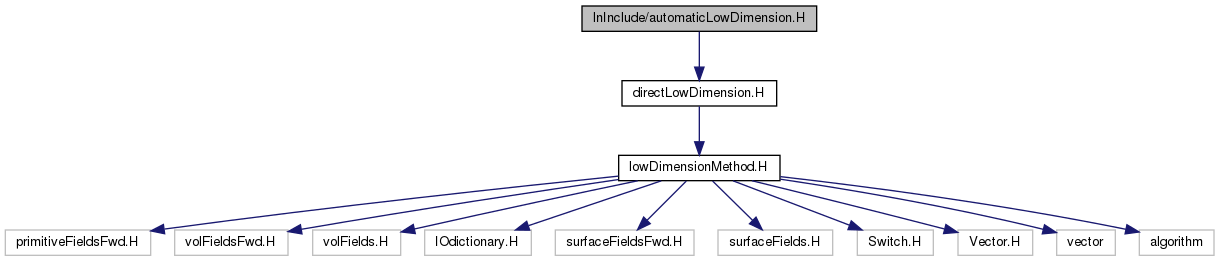 lnInclude/automaticLowDimension.H
directLowDimension.H
lowDimensionMethod.H
primitiveFieldsFwd.H
volFieldsFwd.H
volFields.H
IOdictionary.H
surfaceFieldsFwd.H
surfaceFields.H
Switch.H
Vector.H
vector
algorithm